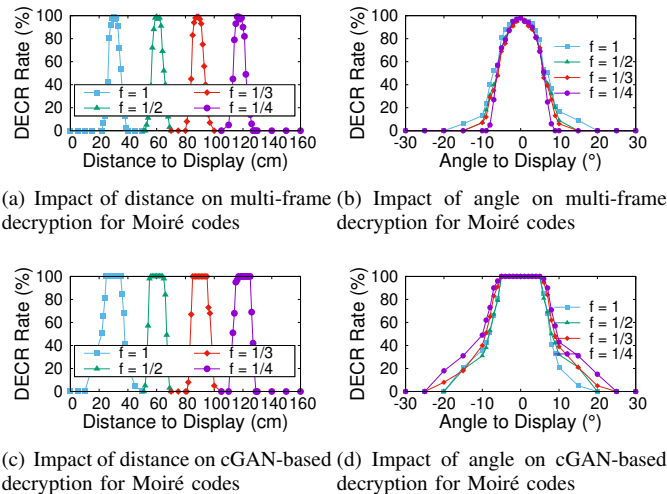 DECR Rate (%)
100
80
60
40
20
0
f = 1
f = 1/2
f = 1/3
f = 1/4
0 20 40 60 80 100 120 140 160
Distance to Display (cm)
DECR Rate (%)
100
80
60
40
20
0
f = 1
f = 1/2
f = 1/3
f = 1/4
-30 -20 -10 0 10 20 30
Angle to Display (°)
(a) Impact of distance on multi-frame
decryption for Moiré codes
(b) Impact of angle on multi-frame
decryption for Moiré codes
DECR Rate (%)
100
80
60
40
20
0
f = 1
f = 1/2
f = 1/3
f = 1/4
0 20 40 60 80 100 120 140 160
Distance to Display (cm)
DECR Rate (%)
100
80
60
40
20
0
f = 1
f = 1/2
f = 1/3
f = 1/4
-30 -20 -10 0 10 20 30
Angle to Display (°)
(c) Impact of distance on cGAN-based
decryption for Moiré codes
(d) Impact of angle on cGAN-based
decryption for Moiré codes